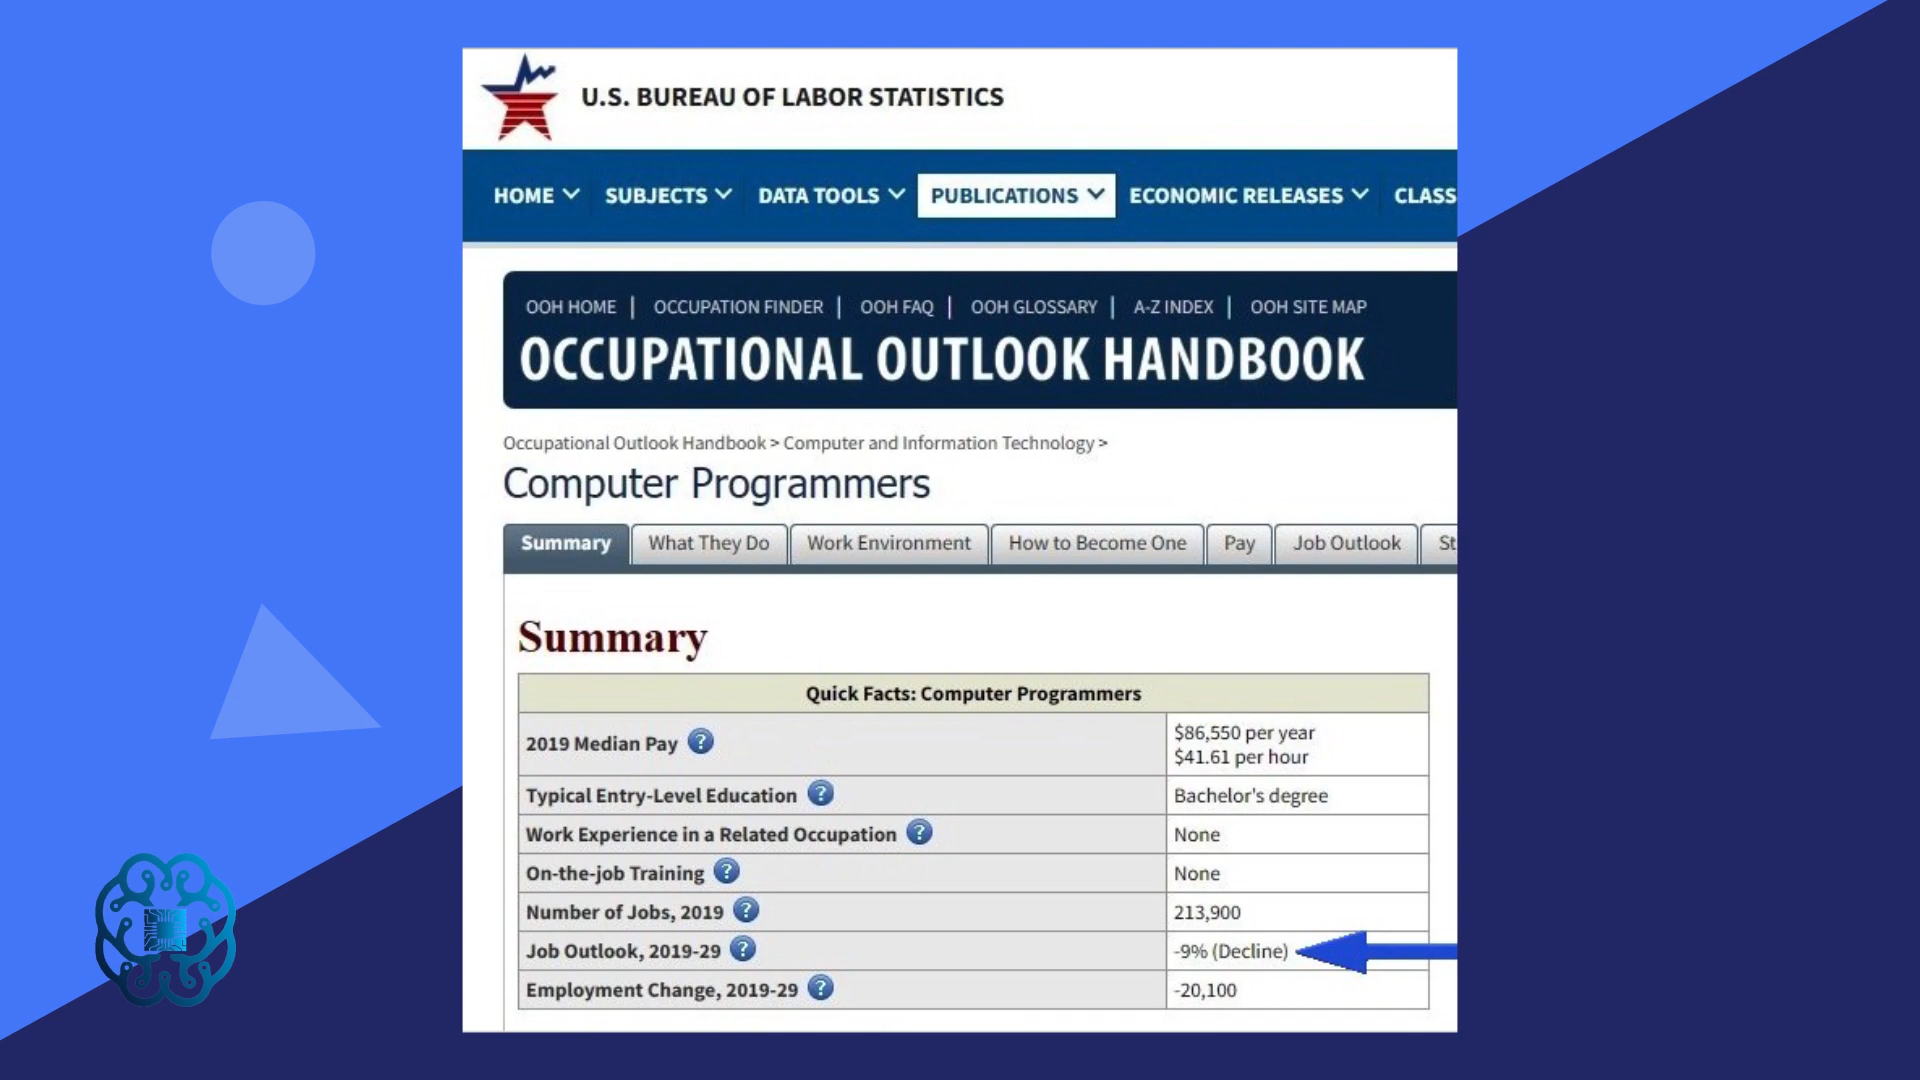 U.S. BUREAU OF LABOR STATISTICS
HOME SUBJECTS DATA TOOLS PUBLICATIONS ECONOMIC RELEASES CLASS
OOH HOME | OCCUPATION FINDER | OOH FAQ | OOH GLOSSARY | A-Z INDEX | OOH SITE MAP
OCCUPATIONAL OUTLOOK HANDBOOK
Occupational Outlook Handbook > Computer and Information Technology >
Computer Programmers
Summary What They Do Work Environment How to Become One Pay Job Outlook St
Summary
Quick Facts: Computer Programmers
2019 Median Pay ? $86,550 per year
$41.61 per hour
Typical Entry-Level Education ? Bachelor's degree
Work Experience in a Related Occupation ? None
On-the-job Training ? None
Number of Jobs, 2019 ? 213,900
Job Outlook, 2019-29 ? -9% (Decline)
Employment Change, 2019-29 ? -20,100